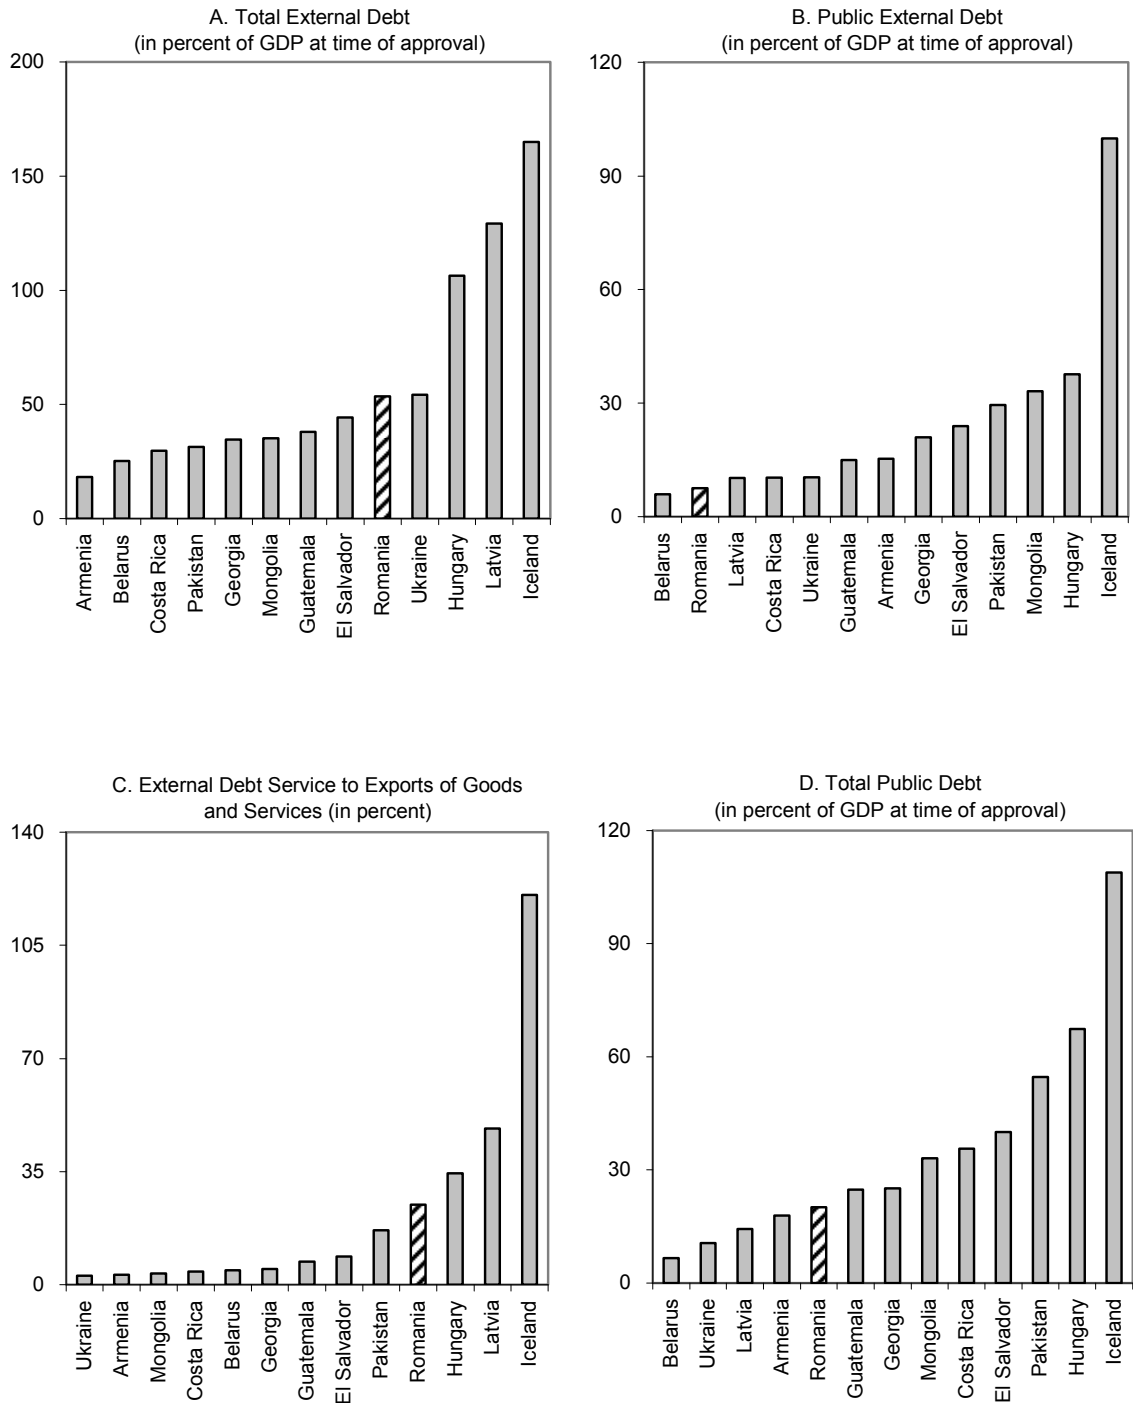 A. Total External Debt
(in percent of GDP at time of approval)
200
150
100
50
0
Armenia
Belarus
Costa Rica
Pakistan
Georgia
Mongolia
Guatemala
El Salvador
Romania
Ukraine
Hungary
Latvia
Iceland
B. Public External Debt
(in percent of GDP at time of approval)
120
90
60
30
0
Belarus
Romania
Latvia
Costa Rica
Ukraine
Guatemala
Armenia
Georgia
El Salvador
Pakistan
Mongolia
Hungary
Iceland
C. External Debt Service to Exports of Goods
and Services (in percent)
140
105
70
35
0
Ukraine
Armenia
Mongolia
Costa Rica
Belarus
Georgia
Guatemala
El Salvador
Pakistan
Romania
Hungary
Latvia
Iceland
D. Total Public Debt
(in percent of GDP at time of approval)
120
90
60
30
0
Belarus
Ukraine
Latvia
Armenia
Romania
Guatemala
Georgia
Mongolia
Costa Rica
El Salvador
Pakistan
Hungary
Iceland